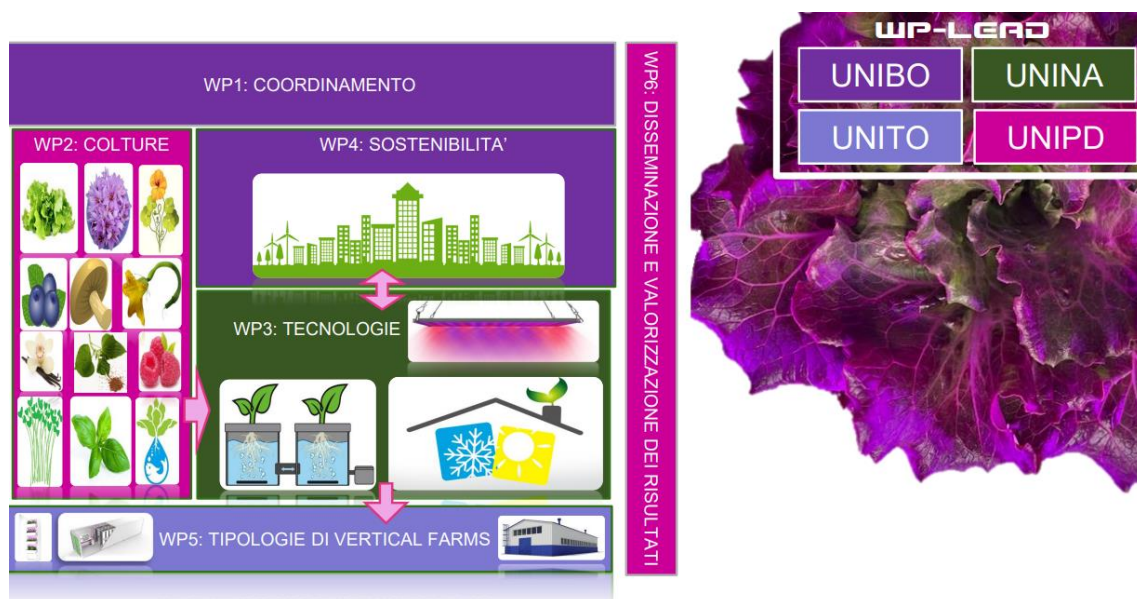 WP1: COORDINAMENTO
WP2: COLTURE
WP4: SOSTENIBILITA'
WP3: TECNOLOGIE
WP5: TIPOLOGIE DI VERTICAL FARMS
WP6: DISSEMINAZIONE E VALORIZZAZIONE DEI RISULTATI
WP-LEAD
UNIBO
UNINA
UNITO
UNIPD